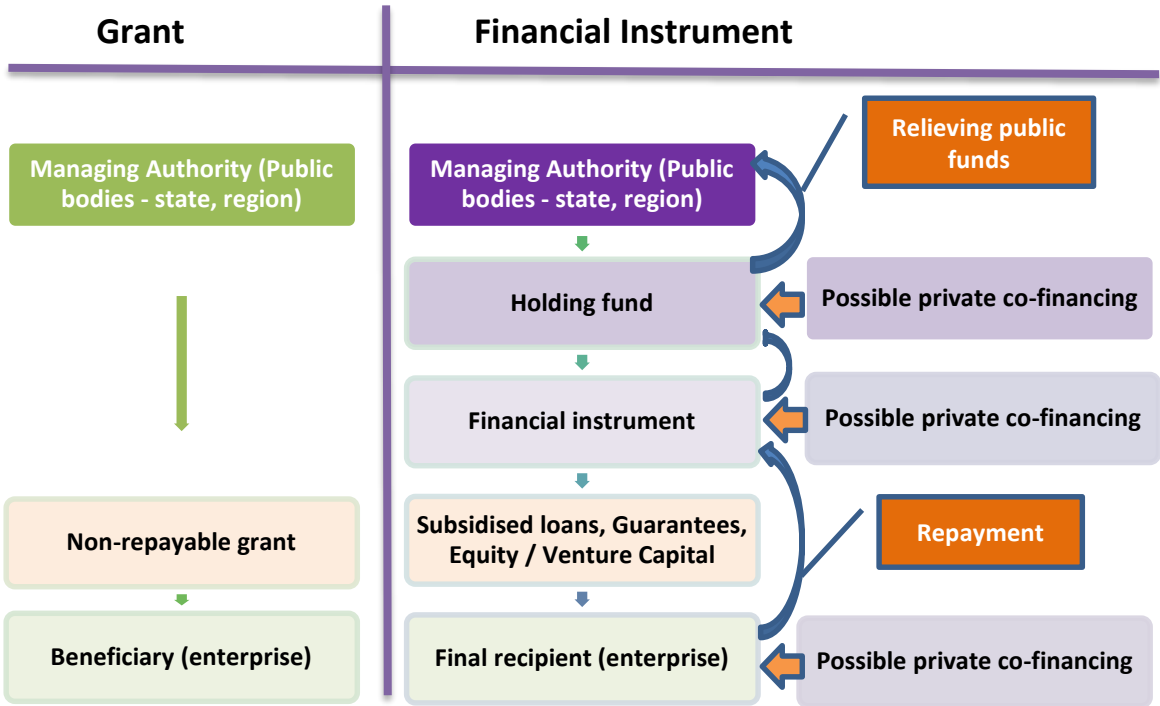 Grant
Financial Instrument
Managing Authority (Public
bodies - state, region)
Non-repayable grant
Beneficiary (enterprise)
Managing Authority (Public
bodies - state, region)
Relieving public
funds
Holding fund
Possible private co-financing
Financial instrument
Possible private co-financing
Subsidised loans, Guarantees,
Equity / Venture Capital
Repayment
Final recipient (enterprise)
Possible private co-financing